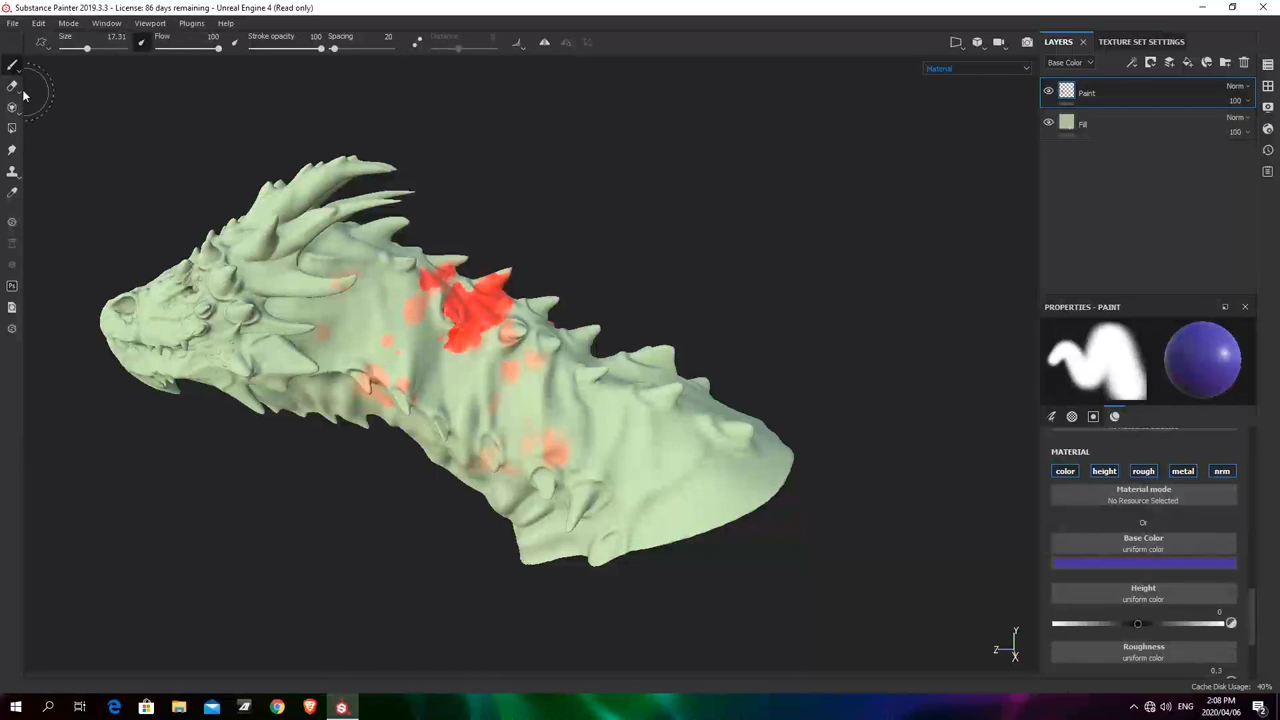 Substance Painter 2019.3.3 - License: 86 days remaining - Unreal Engine 4 (Read only)
File Edit Mode Window Viewport Plugins Help
Size 17.31 Flow 100 Stroke opacity 100 Spacing 20 Distance 8
LAYERS TEXTURE SET SETTINGS
Base Color
Material
Paint Norm 100
Fill Norm 100
Ps
PROPERTIES - PAINT
MATERIAL
color height rough metal nrm
Material mode
No Resource Selected
Or
Base Color
uniform color
Height
uniform color
0
Roughness
uniform color
0.3
Y
Z
X
Cache Disk Usage: 40%
ENG
2:08 PM
2020/04/06
2